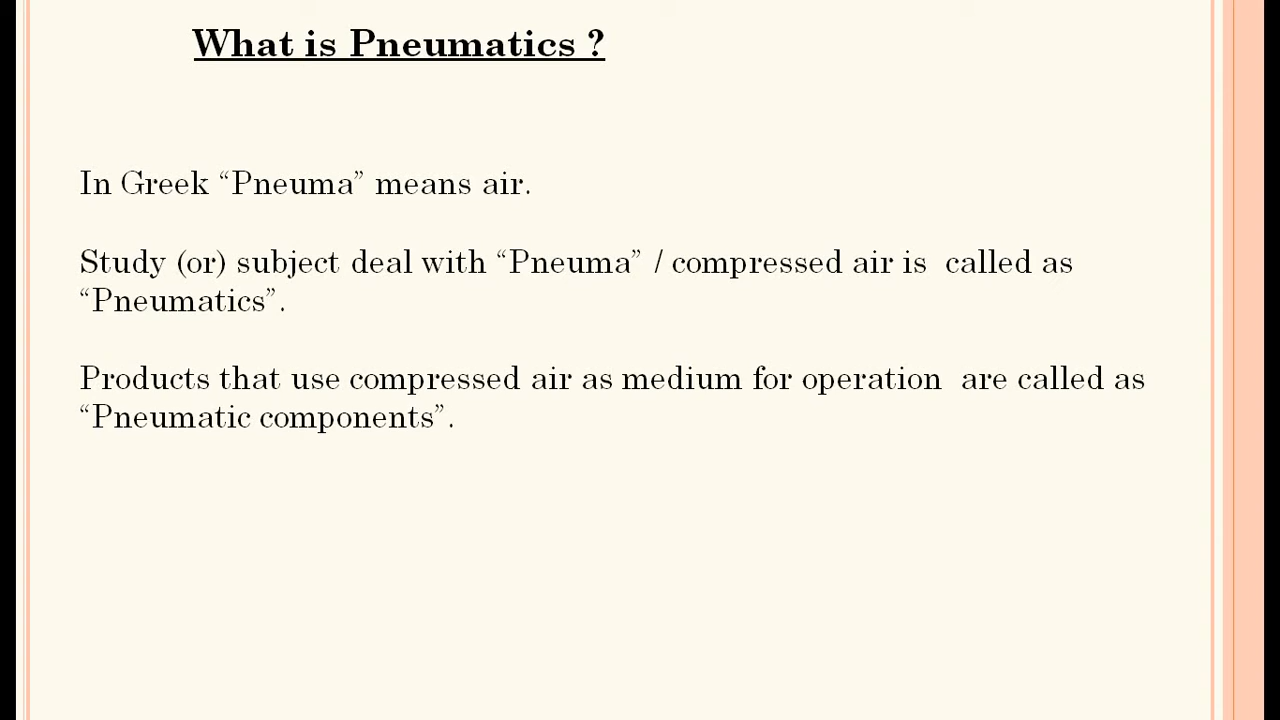 What is Pneumatics ?
In Greek “Pneuma” means air.
Study (or) subject deal with “Pneuma” / compressed air is  called as
“Pneumatics”.
Products that use compressed air as medium for operation  are called as
“Pneumatic components”.